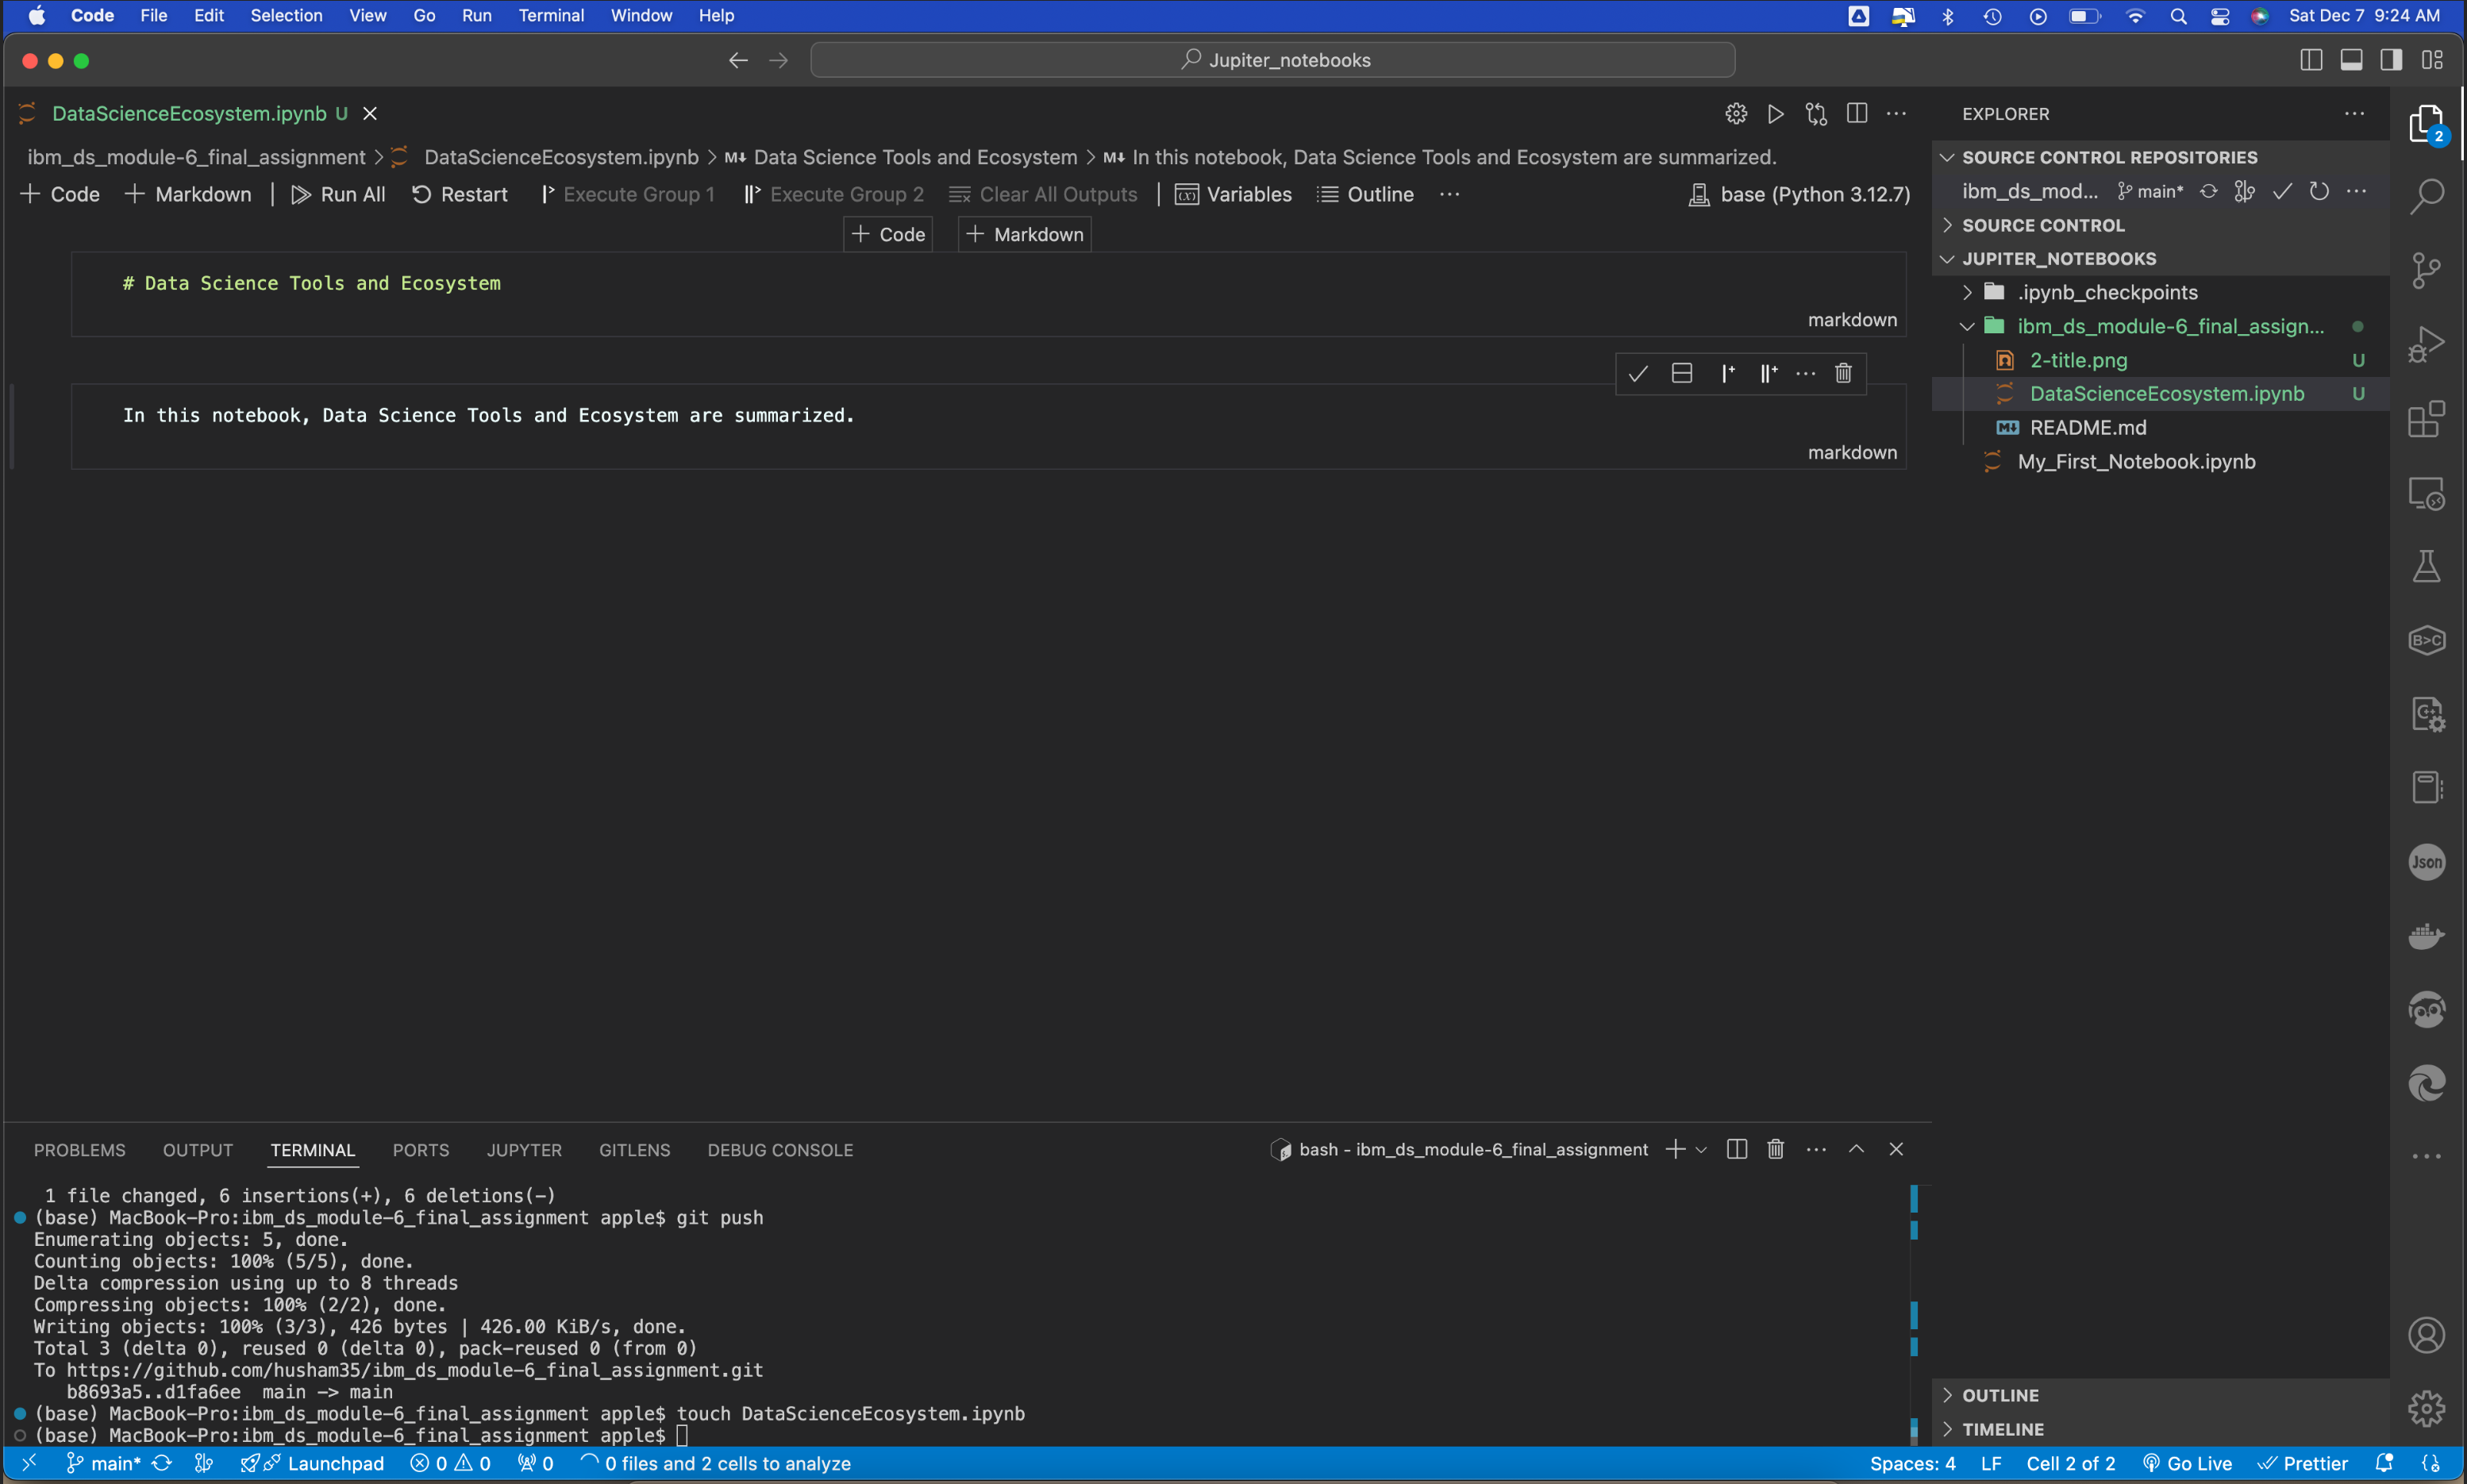 Code File Edit Selection View Go Run Terminal Window Help Sat Dec 7 9:24 AM
Jupiter_notebooks
DataScienceEcosystem.ipynb U
ibm_ds_module-6_final_assignment > DataScienceEcosystem.ipynb > M↓ Data Science Tools and Ecosystem > M↓ In this notebook, Data Science Tools and Ecosystem are summarized.
+ Code + Markdown | Run All Restart Execute Group 1 Execute Group 2 Clear All Outputs | Variables Outline ··· base (Python 3.12.7)
+ Code + Markdown
# Data Science Tools and Ecosystem
markdown
In this notebook, Data Science Tools and Ecosystem are summarized.
markdown
EXPLORER
SOURCE CONTROL REPOSITORIES
ibm_ds_mod... main*
SOURCE CONTROL
JUPITER_NOTEBOOKS
.ipynb_checkpoints
ibm_ds_module-6_final_assign...
2-title.png U
DataScienceEcosystem.ipynb U
README.md
My_First_Notebook.ipynb
OUTLINE
TIMELINE
2
B>C
C++
Json
PROBLEMS OUTPUT TERMINAL PORTS JUPYTER GITLENS DEBUG CONSOLE bash - ibm_ds_module-6_final_assignment
1 file changed, 6 insertions(+), 6 deletions(-)
(base) MacBook-Pro:ibm_ds_module-6_final_assignment apple$ git push
Enumerating objects: 5, done.
Counting objects: 100% (5/5), done.
Delta compression using up to 8 threads
Compressing objects: 100% (2/2), done.
Writing objects: 100% (3/3), 426 bytes | 426.00 KiB/s, done.
Total 3 (delta 0), reused 0 (delta 0), pack-reused 0 (from 0)
To https://github.com/husham35/ibm_ds_module-6_final_assignment.git
b8693a5..d1fa6ee main -> main
(base) MacBook-Pro:ibm_ds_module-6_final_assignment apple$ touch DataScienceEcosystem.ipynb
(base) MacBook-Pro:ibm_ds_module-6_final_assignment apple$
main* Launchpad 0 0 0 0 files and 2 cells to analyze Spaces: 4 LF Cell 2 of 2 Go Live Prettier